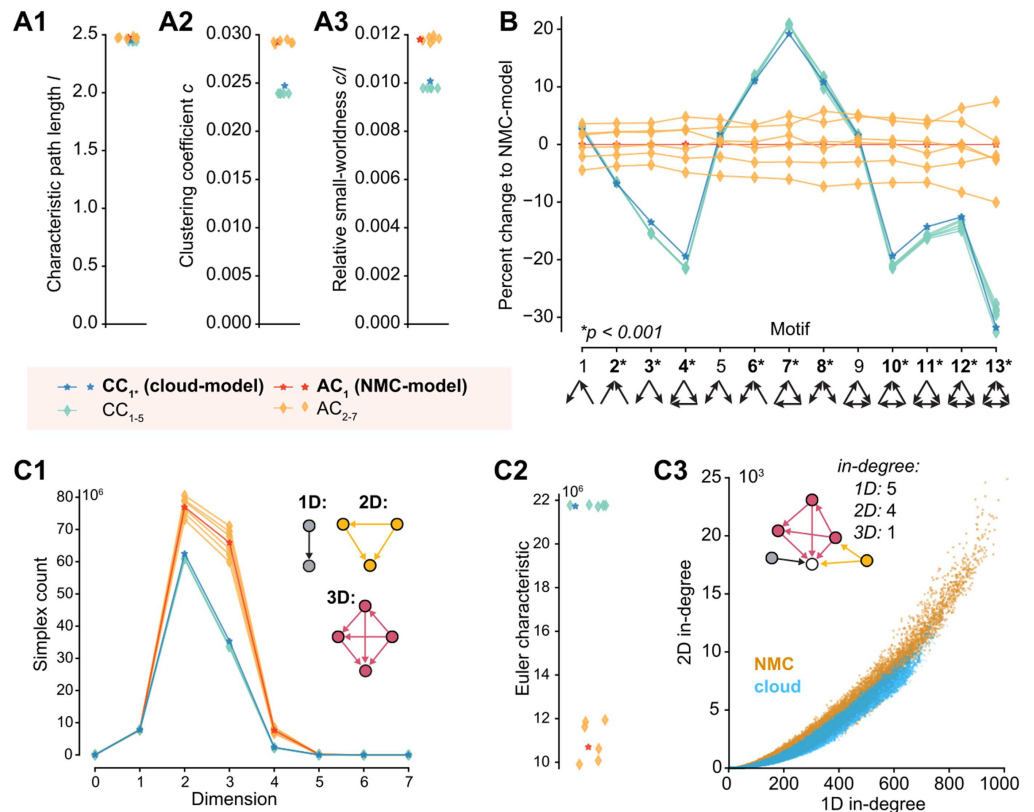 A1
A2
A3
B
2.5
2.0
1.5
1.0
0.5
0.0
Characteristic path length l
0.030
0.025
0.020
0.015
0.010
0.005
0.000
Clustering coefficient c
0.012
0.010
0.008
0.006
0.004
0.002
0.000
Relative small-worldness c/l
20
10
0
−10
−20
−30
Percent change to NMC-model
*p < 0.001
Motif
1 2* 3* 4* 5 6* 7* 8* 9 10* 11* 12* 13*
CC1* (cloud-model)
AC1 (NMC-model)
CC1-5
AC2-7
C1
80
70
60
50
40
30
20
10
0
10⁶
Simplex count
1D:
2D:
3D:
0 1 2 3 4 5 6 7
Dimension
C2
10⁶
22
20
18
16
14
12
10
Euler characteristic
C3
25
20
15
10
5
0
10³
2D in-degree
in-degree:
1D: 5
2D: 4
3D: 1
NMC
cloud
0 200 400 600 800 1000
1D in-degree